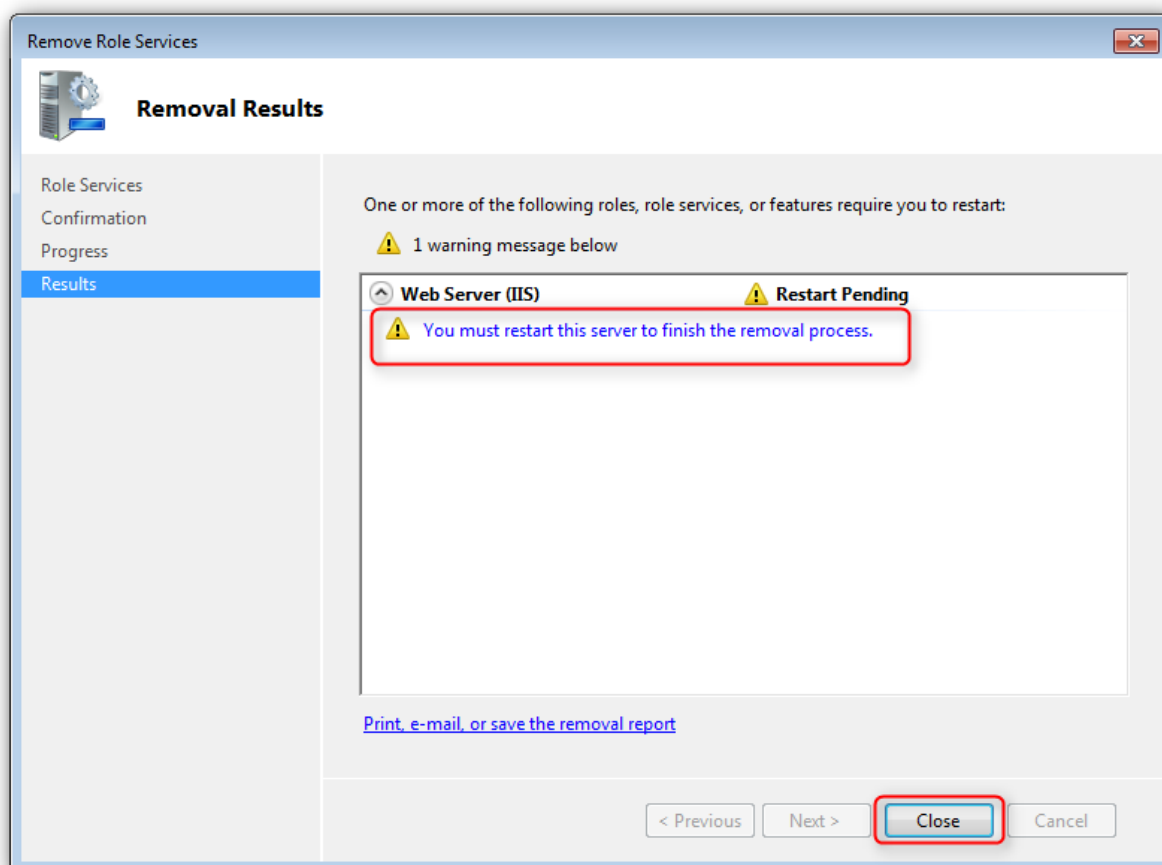 Remove Role Services
Removal Results
Role Services
Confirmation
Progress
Results
One or more of the following roles, role services, or features require you to restart:
1 warning message below
Web Server (IIS) Restart Pending
You must restart this server to finish the removal process.
Print, e-mail, or save the removal report
< Previous Next > Close Cancel